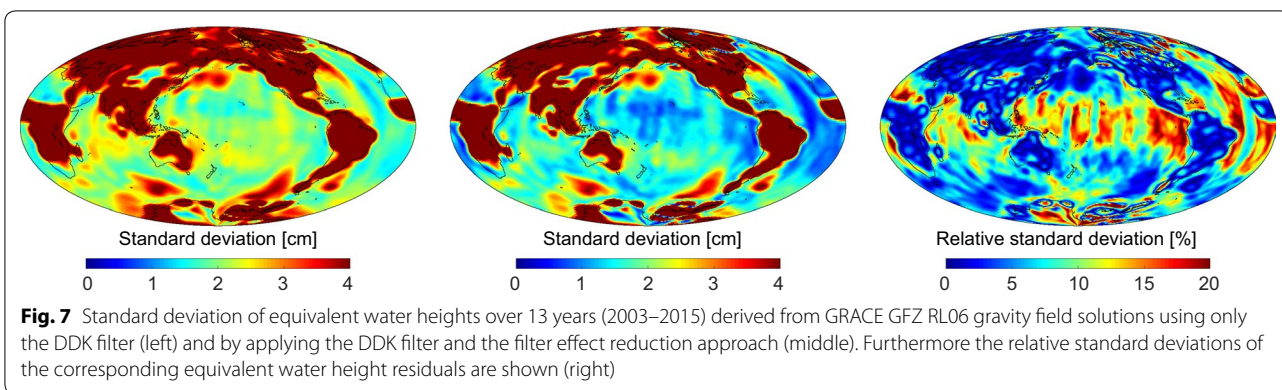 Standard deviation [cm]
0 1 2 3 4
Standard deviation [cm]
0 1 2 3 4
Relative standard deviation [%]
0 5 10 15 20
Fig. 7 Standard deviation of equivalent water heights over 13 years (2003–2015) derived from GRACE GFZ RL06 gravity field solutions using only
the DDK filter (left) and by applying the DDK filter and the filter effect reduction approach (middle). Furthermore the relative standard deviations of
the corresponding equivalent water height residuals are shown (right)